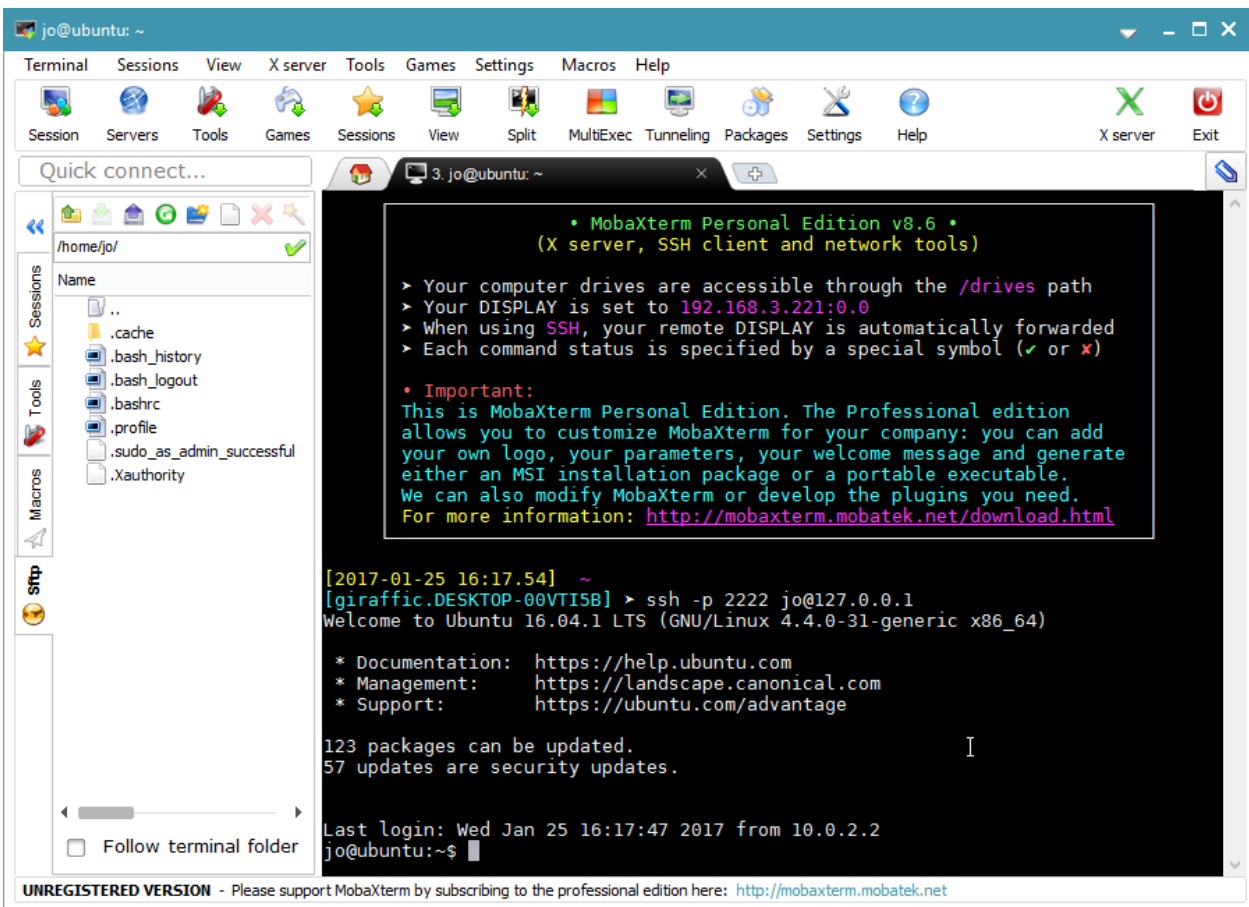 jo@ubuntu: ~
Terminal Sessions View X server Tools Games Settings Macros Help
Session Servers Tools Games Sessions View Split MultiExec Tunneling Packages Settings Help X server Exit
Quick connect...
3. jo@ubuntu: ~
/home/jo/
Name
..
.cache
.bash_history
.bash_logout
.bashrc
.profile
.sudo_as_admin_successful
.Xauthority
Sessions
Tools
Macros
Sftp
Follow terminal folder
• MobaXterm Personal Edition v8.6 •
(X server, SSH client and network tools)
➤ Your computer drives are accessible through the /drives path
➤ Your DISPLAY is set to 192.168.3.221:0.0
➤ When using SSH, your remote DISPLAY is automatically forwarded
➤ Each command status is specified by a special symbol (✔ or ✘)
• Important:
This is MobaXterm Personal Edition. The Professional edition
allows you to customize MobaXterm for your company: you can add
your own logo, your parameters, your welcome message and generate
either an MSI installation package or a portable executable.
We can also modify MobaXterm or develop the plugins you need.
For more information: http://mobaxterm.mobatek.net/download.html
[2017-01-25 16:17.54] ~
[giraffic.DESKTOP-00VTI5B] ➤ ssh -p 2222 jo@127.0.0.1
Welcome to Ubuntu 16.04.1 LTS (GNU/Linux 4.4.0-31-generic x86_64)
* Documentation: https://help.ubuntu.com
* Management: https://landscape.canonical.com
* Support: https://ubuntu.com/advantage
123 packages can be updated.
57 updates are security updates.
Last login: Wed Jan 25 16:17:47 2017 from 10.0.2.2
jo@ubuntu:~$
UNREGISTERED VERSION - Please support MobaXterm by subscribing to the professional edition here: http://mobaxterm.mobatek.net